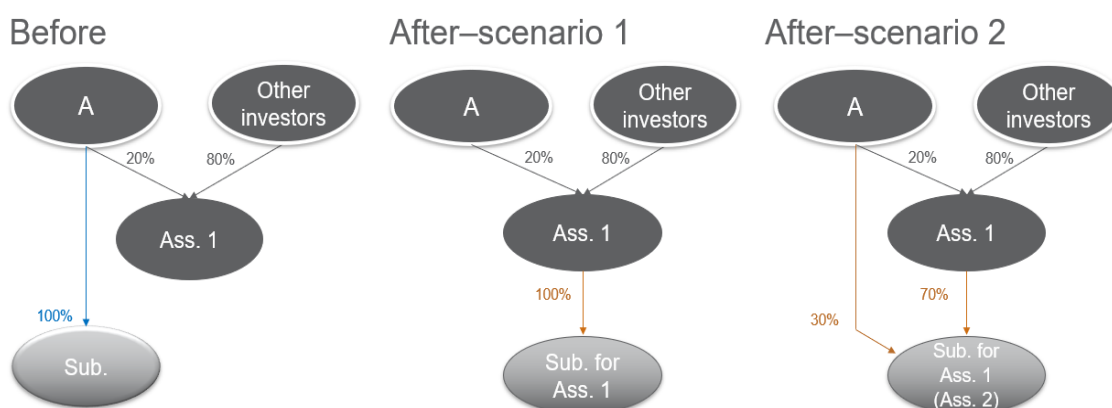 Before
A
Other
investors
20%
80%
Ass. 1
100%
Sub.
After–scenario 1
A
Other
investors
20%
80%
Ass. 1
100%
Sub. for
Ass. 1
After–scenario 2
A
Other
investors
20%
80%
Ass. 1
70%
30%
Sub. for
Ass. 1
(Ass. 2)